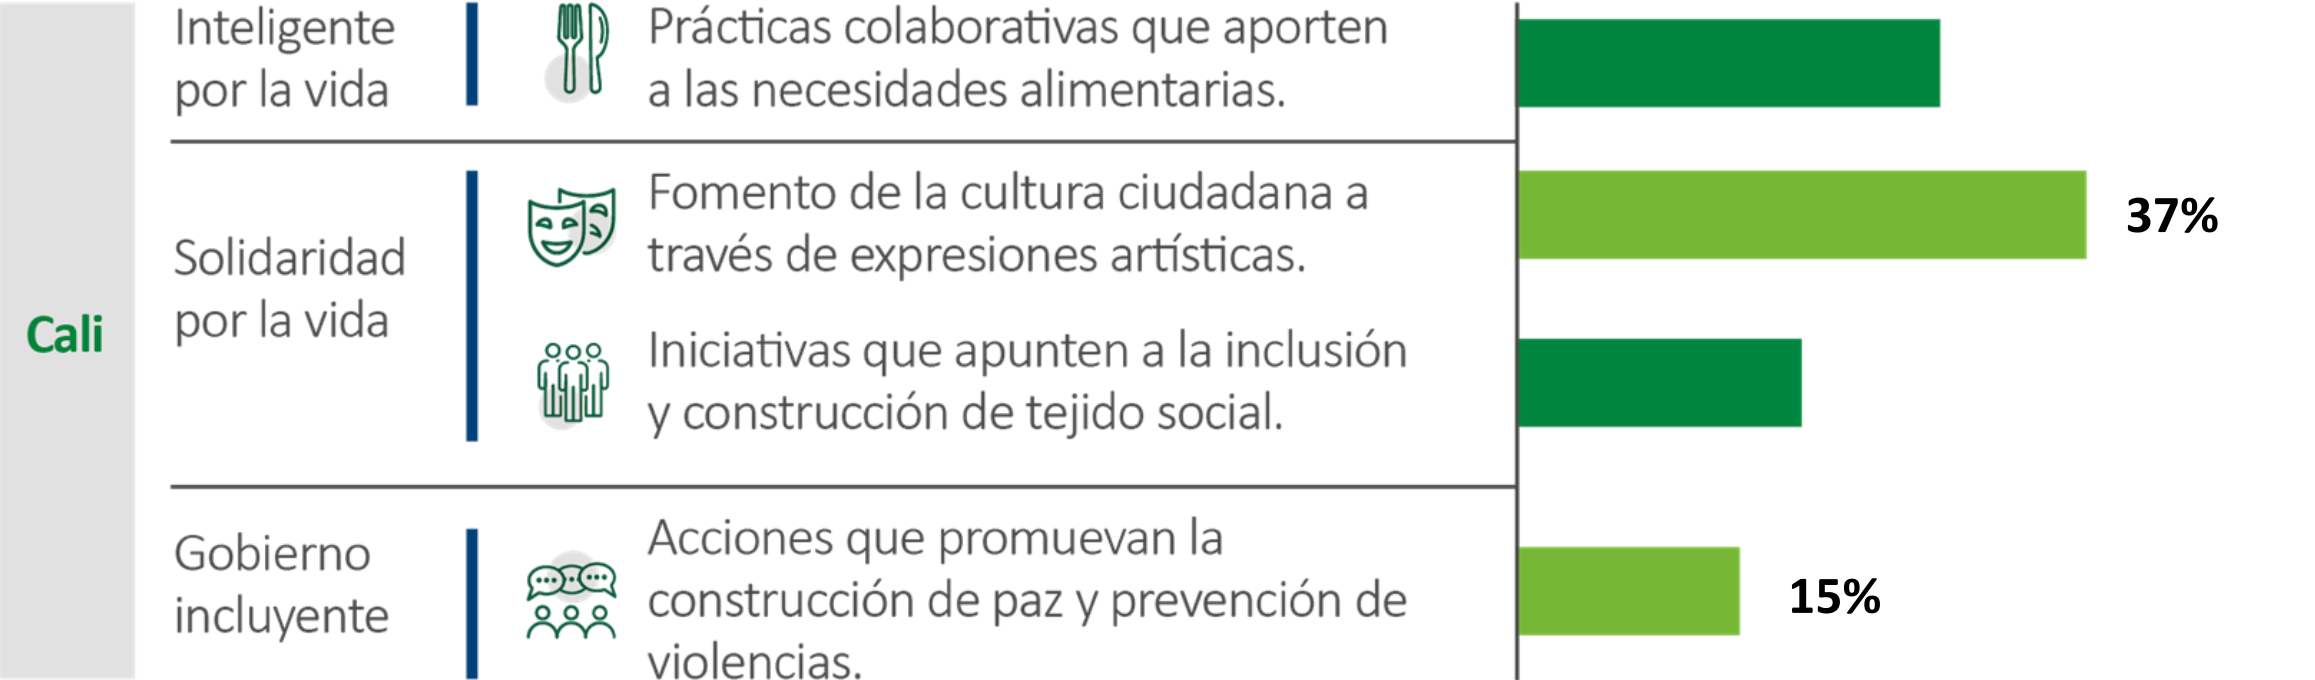 Inteligente
por la vida
Prácticas colaborativas que aporten
a las necesidades alimentarias.
Cali
Solidaridad
por la vida
Fomento de la cultura ciudadana a
través de expresiones artísticas.
37%
Iniciativas que apunten a la inclusión
y construcción de tejido social.
Gobierno
incluyente
Acciones que promuevan la
construcción de paz y prevención de
violencias.
15%